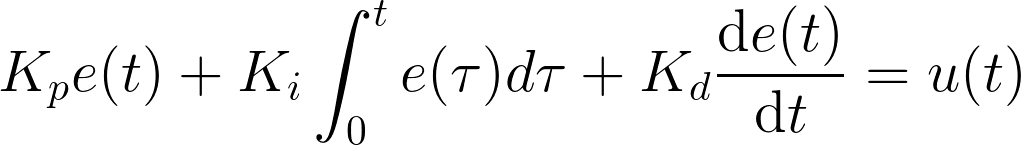 K_p e(t) + K_i \int_0^t e(\tau) d\tau + K_d \frac{\mathrm{d}e(t)}{\mathrm{d}t} = u(t)